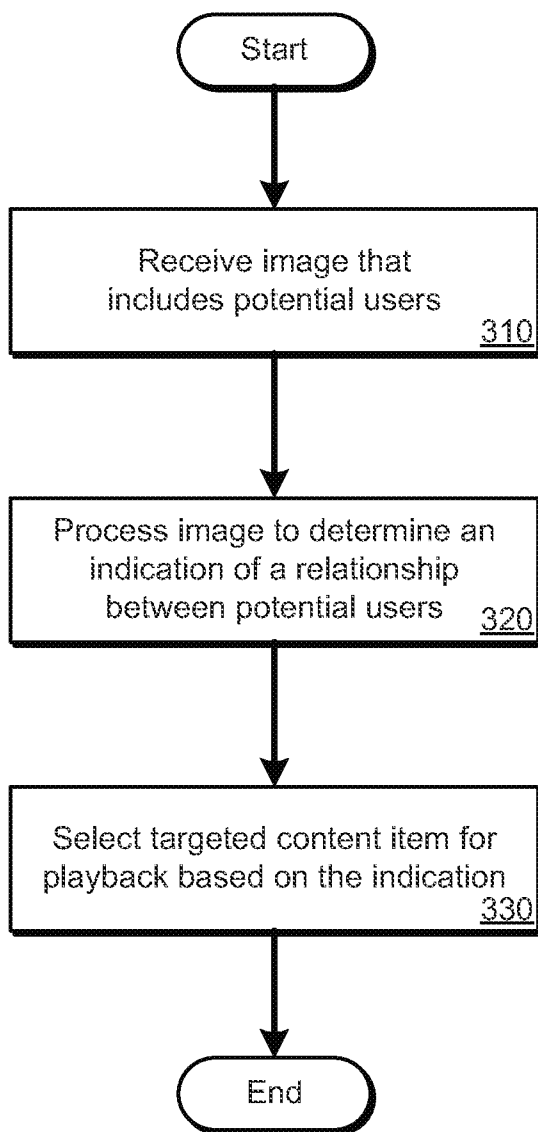 Start
Receive image that
includes potential users
310
Process image to determine an
indication of a relationship
between potential users
320
Select targeted content item for
playback based on the indication
330
End